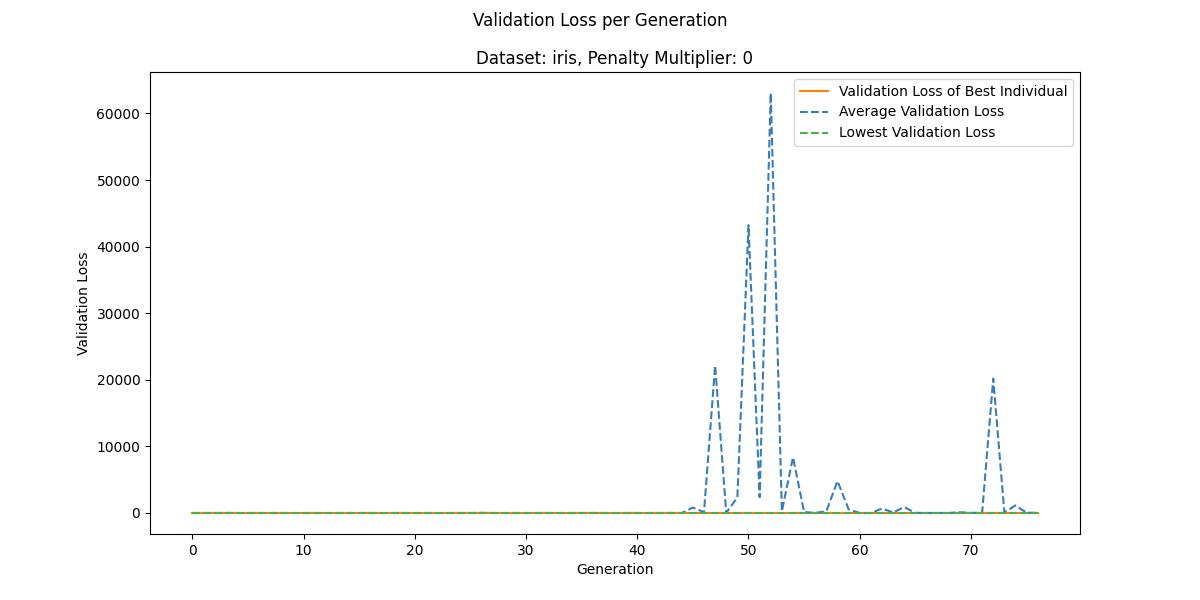 Validation Loss per Generation
Dataset: iris, Penalty Multiplier: 0
Validation Loss of Best Individual
Average Validation Loss
Lowest Validation Loss
60000
50000
40000
30000
20000
10000
0
Validation Loss
0 10 20 30 40 50 60 70
Generation